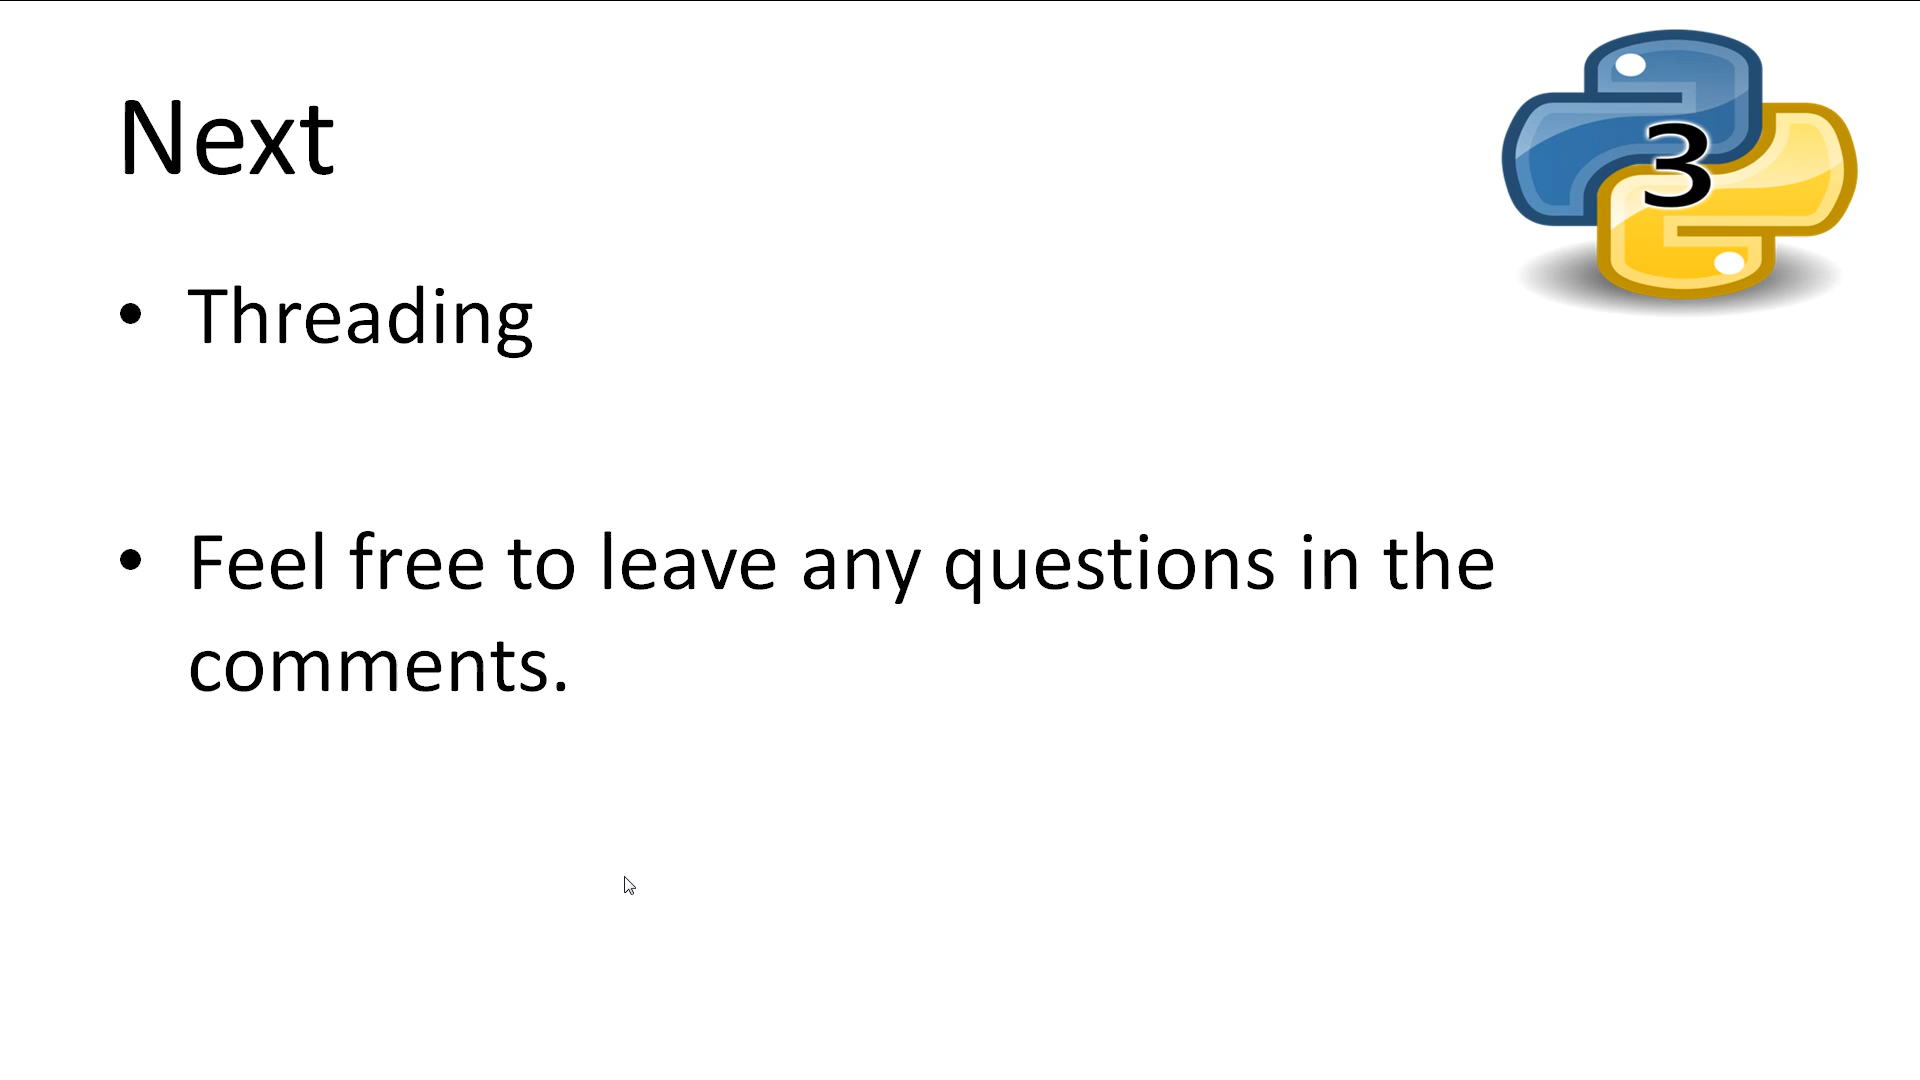 Next
3
• Threading
• Feel free to leave any questions in the
comments.